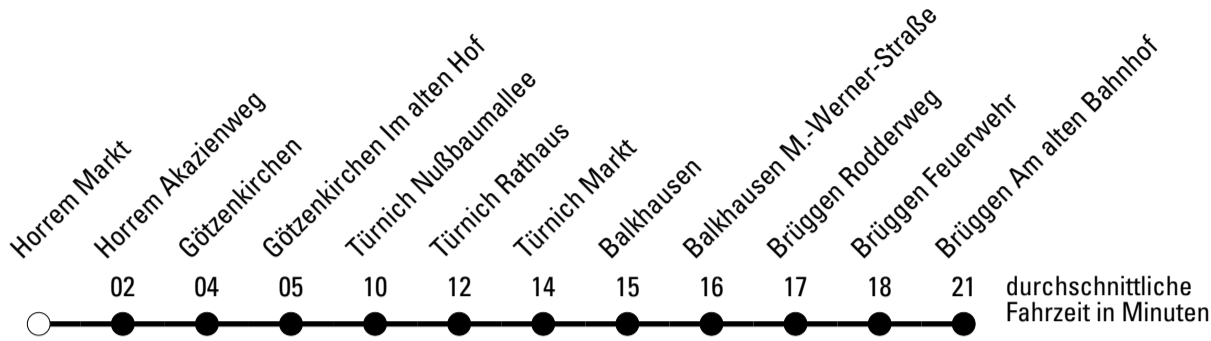 Horrem Markt
Horrem Akazienweg
Götzenkirchen
Götzenkirchen Im alten Hof
Türnich Nußbaumallee
Türnich Rathaus
Türnich Markt
Balkhausen
Balkhausen M.-Werner-Straße
Brüggen Rodderweg
Brüggen Feuerwehr
Brüggen Am alten Bahnhof
02 04 05 10 12 14 15 16 17 18 21
durchschnittliche
Fahrzeit in Minuten